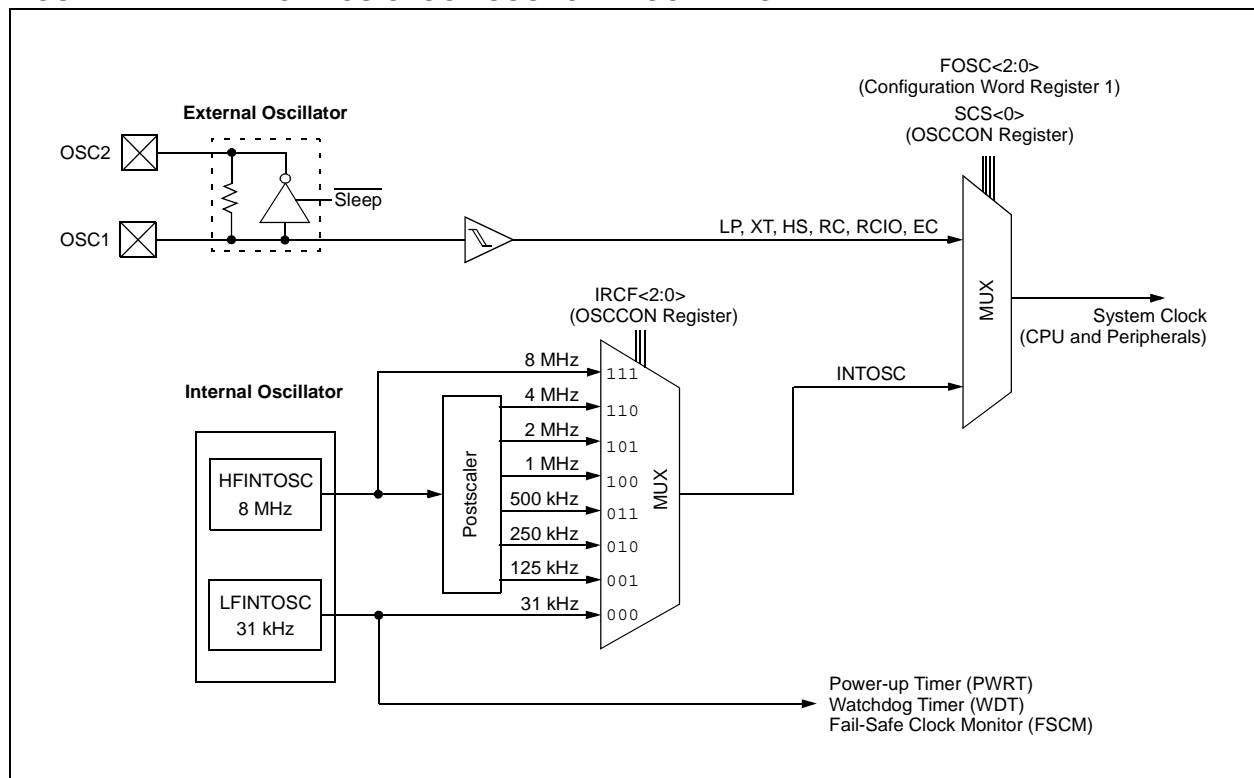 FOSC<2:0>
(Configuration Word Register 1)
SCS<0>
(OSCCON Register)
External Oscillator
OSC2
Sleep
OSC1
LP, XT, HS, RC, RCIO, EC
MUX
System Clock
(CPU and Peripherals)
IRCF<2:0>
(OSCCON Register)
8 MHz
111
INTOSC
Internal Oscillator
4 MHz
110
2 MHz
101
HFINTOSC
8 MHz
Postscaler
1 MHz
100
MUX
500 kHz
011
250 kHz
010
125 kHz
001
LFINTOSC
31 kHz
31 kHz
000
Power-up Timer (PWRT)
Watchdog Timer (WDT)
Fail-Safe Clock Monitor (FSCM)